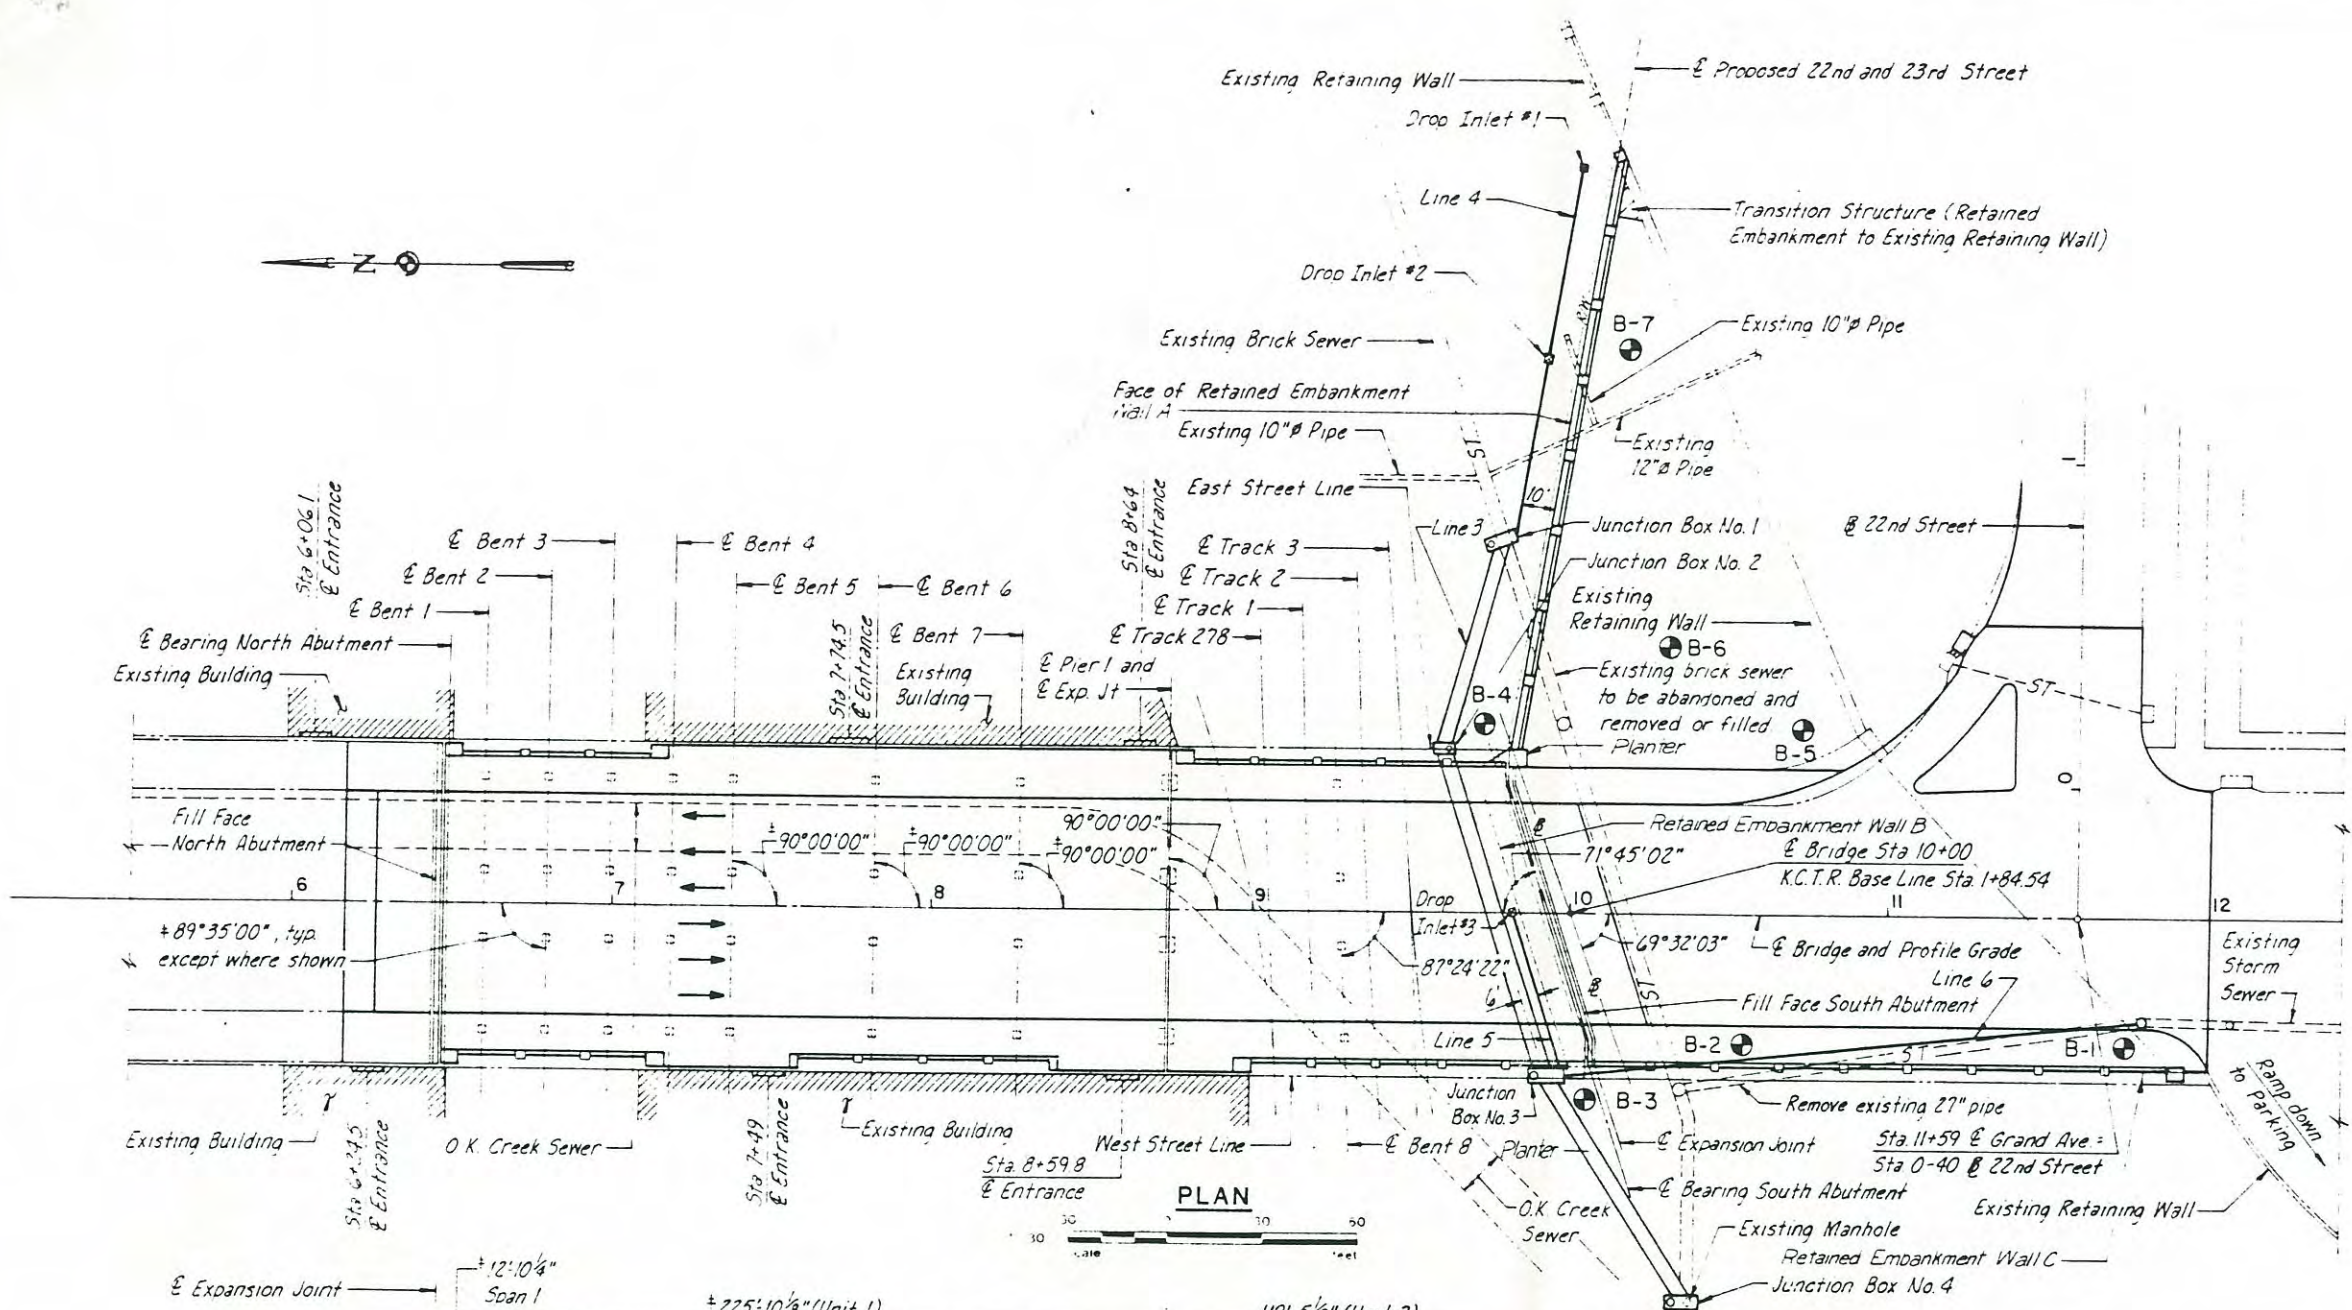 Existing Retaining Wall
℄ Proposed 22nd and 23rd Street
Drop Inlet #1
Line 4
Transition Structure (Retained
Embankment to Existing Retaining Wall)
N
Drop Inlet #2
R/W
B-7
Existing 10"ø Pipe
Existing Brick Sewer
Face of Retained Embankment
Wall A
Existing 10"ø Pipe
ST
Existing
12"ø Pipe
East Street Line
10'
Line 3
Junction Box No. 1
℄ 22nd Street
Sta 6+06.1
℄ Entrance
℄ Bent 3
℄ Bent 4
Sta 8+64
℄ Entrance
℄ Track 3
℄ Bent 2
℄ Bent 5
℄ Bent 6
℄ Track 2
Junction Box No. 2
℄ Bent 1
℄ Track 1
Existing
Retaining Wall
℄ Bearing North Abutment
Sta 7+74.5
℄ Entrance
℄ Bent 7
℄ Track 278
B-6
Existing Building
Existing
Building
℄ Pier 1 and
℄ Exp. Jt
B-4
Existing brick sewer
to be abandoned and
removed or filled
ST
Planter
B-5
0
Fill Face
North Abutment
±90°00'00"
±90°00'00"
90°00'00"
±90°00'00"
Retained Embankment Wall B
71°45'02"
℄ Bridge Sta 10+00
K.C.T.R. Base Line Sta. 1+84.54
6
7
8
9
10
11
12
±89°35'00", typ.
except where shown
Drop
Inlet #3
87°24'22"
69°32'03"
℄ Bridge and Profile Grade
Existing
Storm
Sewer
Line 6
6'
ST
Fill Face South Abutment
Line 5
B-2
ST
B-1
Junction
Box No. 3
B-3
Remove existing 27" pipe
Ramp down
to Parking
Existing Building
Sta 6+24.5
℄ Entrance
O.K. Creek Sewer
Sta 7+49
℄ Entrance
Existing Building
West Street Line
℄ Bent 8
Planter
℄ Expansion Joint
Sta. 11+59 ℄ Grand Ave. =
Sta 0-40 ℄ 22nd Street
Sta. 8+59.8
℄ Entrance
℄ Bearing South Abutment
PLAN
O.K. Creek
Sewer
Existing Retaining Wall
30
30
60
Existing Manhole
Retained Embankment Wall C
Junction Box No. 4
℄ Expansion Joint
±12'-10¼"
Span 1